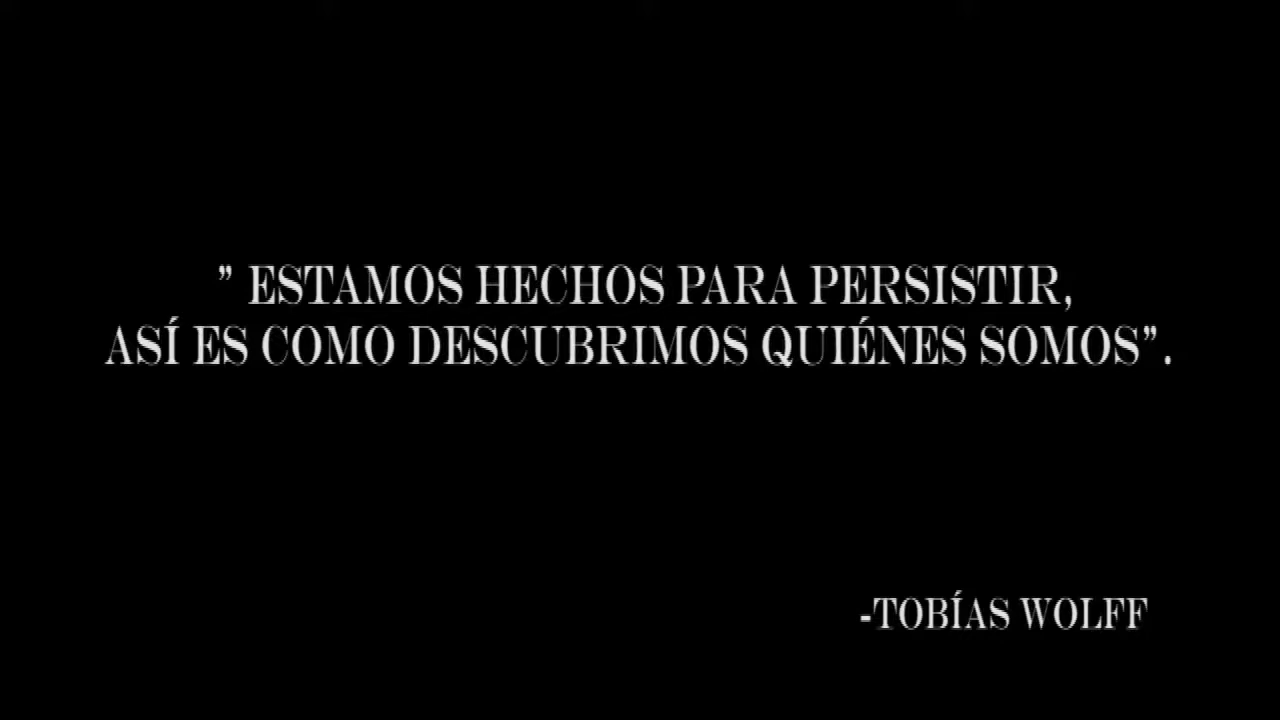 ” ESTAMOS HECHOS PARA PERSISTIR,
ASÍ ES COMO DESCUBRIMOS QUIÉNES SOMOS”.
-TOBÍAS WOLFF